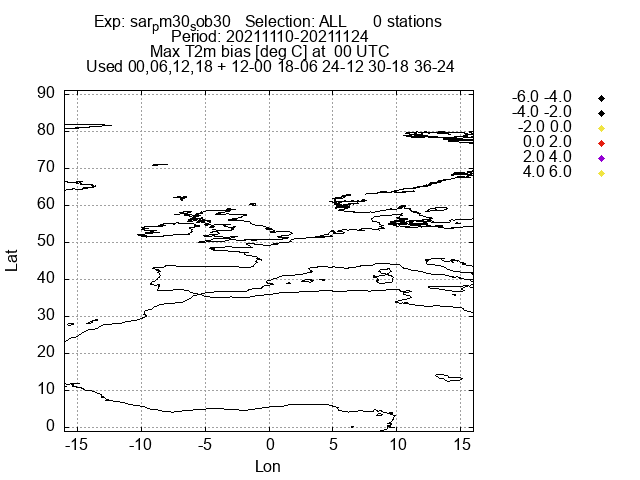 Exp: sarpm30sob30 Selection: ALL 0 stations
Period: 20211110-20211124
Max T2m bias [deg C] at 00 UTC
Used 00,06,12,18 + 12-00 18-06 24-12 30-18 36-24
-6.0 -4.0
-4.0 -2.0
-2.0 0.0
0.0 2.0
2.0 4.0
4.0 6.0
90
80
70
60
50
40
30
20
10
0
Lat
-15 -10 -5 0 5 10 15
Lon